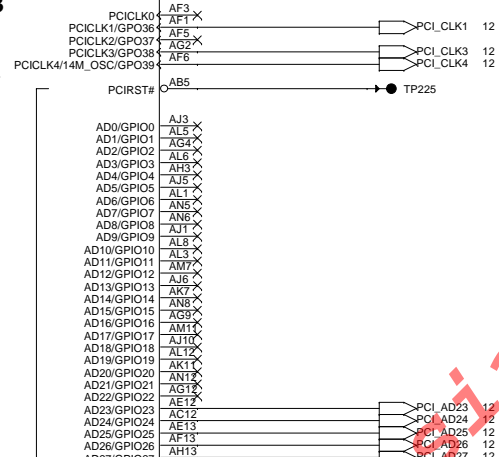 PCICLK0 AF3
PCICLK1/GPO36 AF1 PCI_CLK1 12
PCICLK2/GPO37 AF5
PCICLK3/GPO38 AG2 PCI_CLK3 12
PCICLK4/14M_OSC/GPO39 AF6 PCI_CLK4 12
PCIRST# AB5 TP225
AD0/GPIO0 AJ3
AD1/GPIO1 AL5
AD2/GPIO2 AG4
AD3/GPIO3 AL6
AD4/GPIO4 AH3
AD5/GPIO5 AJ5
AD6/GPIO6 AL1
AD7/GPIO7 AN5
AD8/GPIO8 AN6
AD9/GPIO9 AJ1
AD10/GPIO10 AL8
AD11/GPIO11 AL3
AD12/GPIO12 AM7
AD13/GPIO13 AJ6
AD14/GPIO14 AK7
AD15/GPIO15 AN8
AD16/GPIO16 AG9
AD17/GPIO17 AM11
AD18/GPIO18 AJ10
AD19/GPIO19 AL12
AD20/GPIO20 AK11
AD21/GPIO21 AN12
AD22/GPIO22 AG12
AD23/GPIO23 AE12 PCI_AD23 12
AD24/GPIO24 AC12 PCI_AD24 12
AD25/GPIO25 AE13 PCI_AD25 12
AD26/GPIO26 AF13 PCI_AD26 12
AH13 PCI_AD27 12